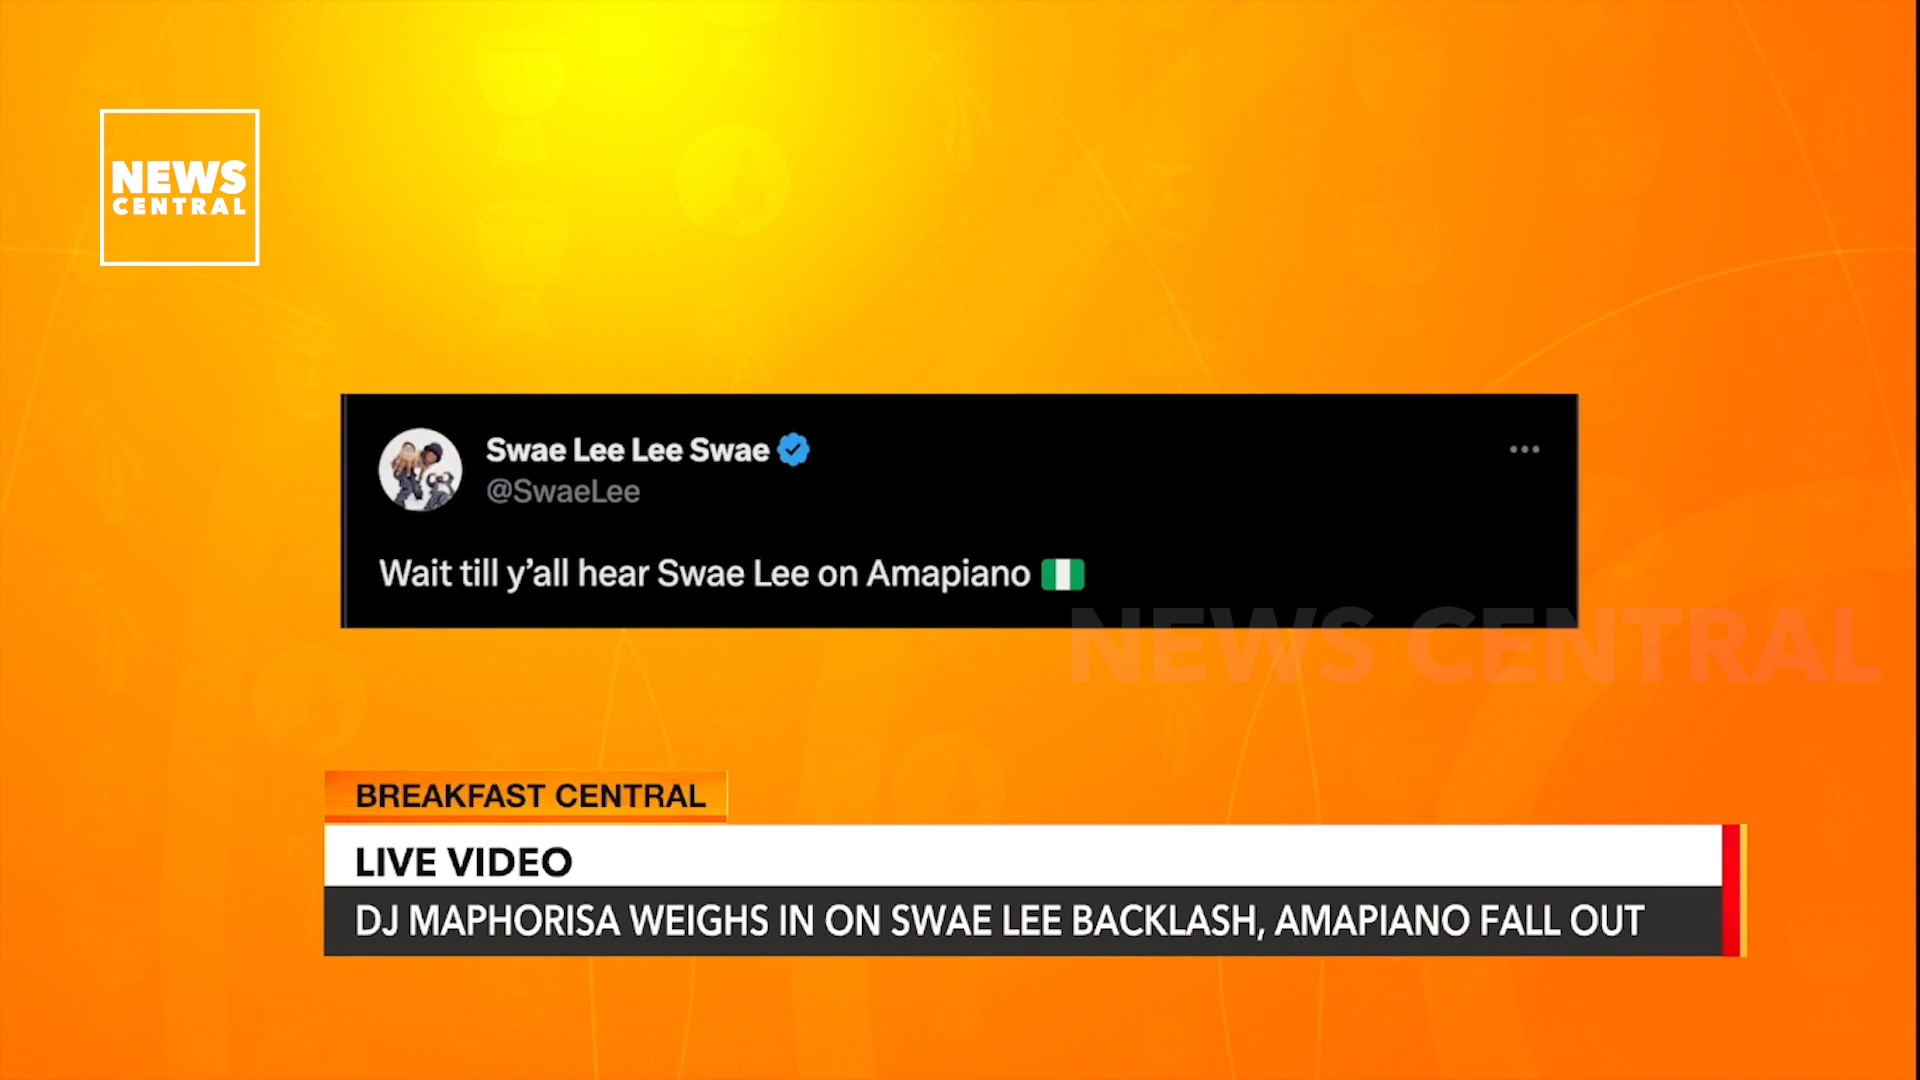 NEWS
CENTRAL
Swae Lee Lee Swae
@SwaeLee
Wait till y’all hear Swae Lee on Amapiano 🇳🇬
NEWS CENTRAL
BREAKFAST CENTRAL
LIVE VIDEO
DJ MAPHORISA WEIGHS IN ON SWAE LEE BACKLASH, AMAPIANO FALL OUT